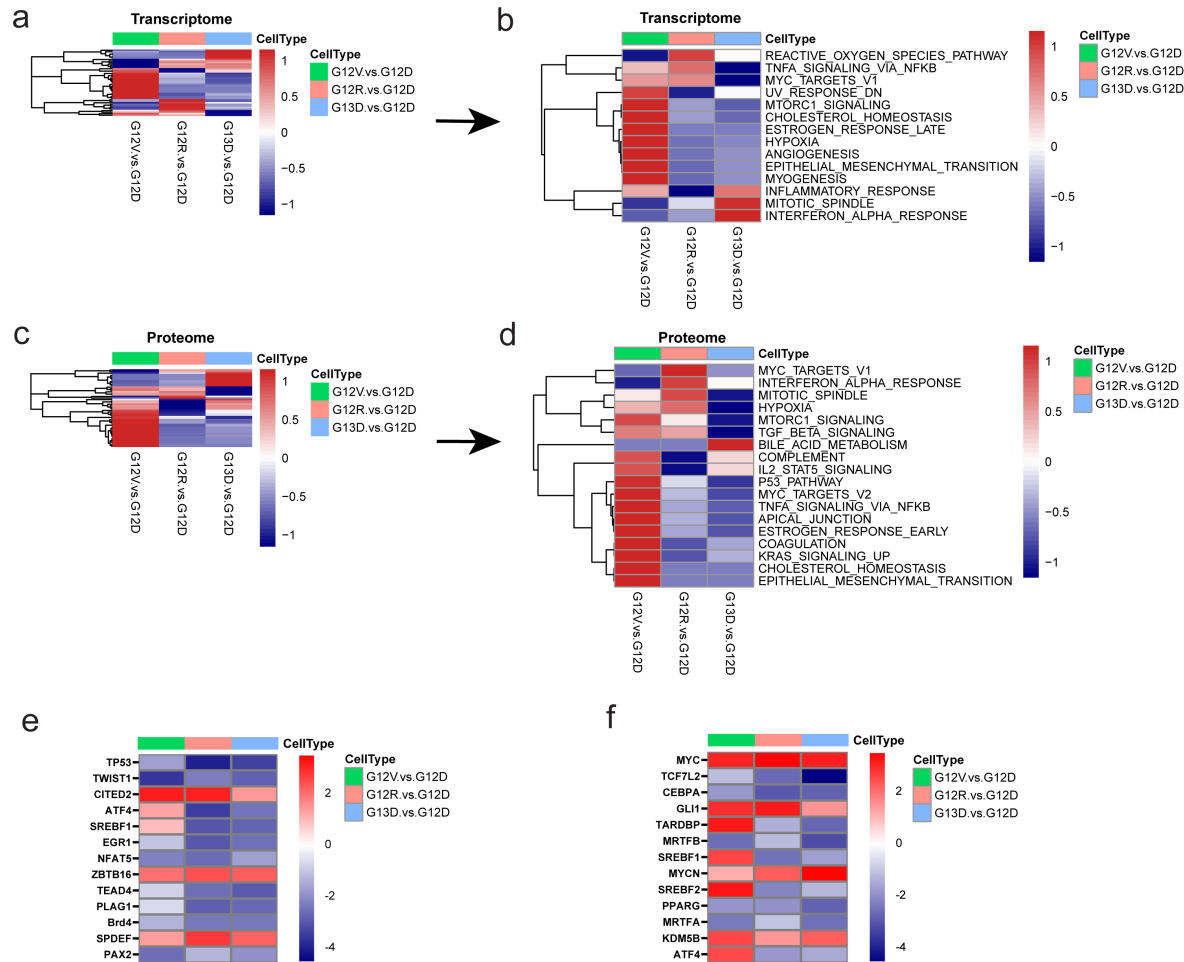 a
Transcriptome
CellType
1
0.5
0
−0.5
−1
CellType
G12V.vs.G12D
G12R.vs.G12D
G13D.vs.G12D
G12V.vs.G12D
G12R.vs.G12D
G13D.vs.G12D
b
Transcriptome
CellType
REACTIVE_OXYGEN_SPECIES_PATHWAY
TNFA_SIGNALING_VIA_NFKB
MYC_TARGETS_V1
UV_RESPONSE_DN
MTORC1_SIGNALING
CHOLESTEROL_HOMEOSTASIS
ESTROGEN_RESPONSE_LATE
HYPOXIA
ANGIOGENESIS
EPITHELIAL_MESENCHYMAL_TRANSITION
MYOGENESIS
INFLAMMATORY_RESPONSE
MITOTIC_SPINDLE
INTERFERON_ALPHA_RESPONSE
G12V.vs.G12D
G12R.vs.G12D
G13D.vs.G12D
1
0.5
0
−0.5
−1
CellType
G12V.vs.G12D
G12R.vs.G12D
G13D.vs.G12D
c
Proteome
CellType
1
0.5
0
−0.5
−1
CellType
G12V.vs.G12D
G12R.vs.G12D
G13D.vs.G12D
G12V.vs.G12D
G12R.vs.G12D
G13D.vs.G12D
d
Proteome
CellType
MYC_TARGETS_V1
INTERFERON_ALPHA_RESPONSE
MITOTIC_SPINDLE
HYPOXIA
MTORC1_SIGNALING
TGF_BETA_SIGNALING
BILE_ACID_METABOLISM
COMPLEMENT
IL2_STAT5_SIGNALING
P53_PATHWAY
MYC_TARGETS_V2
TNFA_SIGNALING_VIA_NFKB
APICAL_JUNCTION
ESTROGEN_RESPONSE_EARLY
COAGULATION
KRAS_SIGNALING_UP
CHOLESTEROL_HOMEOSTASIS
EPITHELIAL_MESENCHYMAL_TRANSITION
G12V.vs.G12D
G12R.vs.G12D
G13D.vs.G12D
1
0.5
0
−0.5
−1
CellType
G12V.vs.G12D
G12R.vs.G12D
G13D.vs.G12D
e
CellType
TP53
TWIST1
CITED2
ATF4
SREBF1
EGR1
NFAT5
ZBTB16
TEAD4
PLAG1
Brd4
SPDEF
PAX2
2
0
−2
−4
CellType
G12V.vs.G12D
G12R.vs.G12D
G13D.vs.G12D
f
CellType
MYC
TCF7L2
CEBPA
GLI1
TARDBP
MRTFB
SREBF1
MYCN
SREBF2
PPARG
MRTFA
KDM5B
ATF4
2
0
−2
−4
CellType
G12V.vs.G12D
G12R.vs.G12D
G13D.vs.G12D